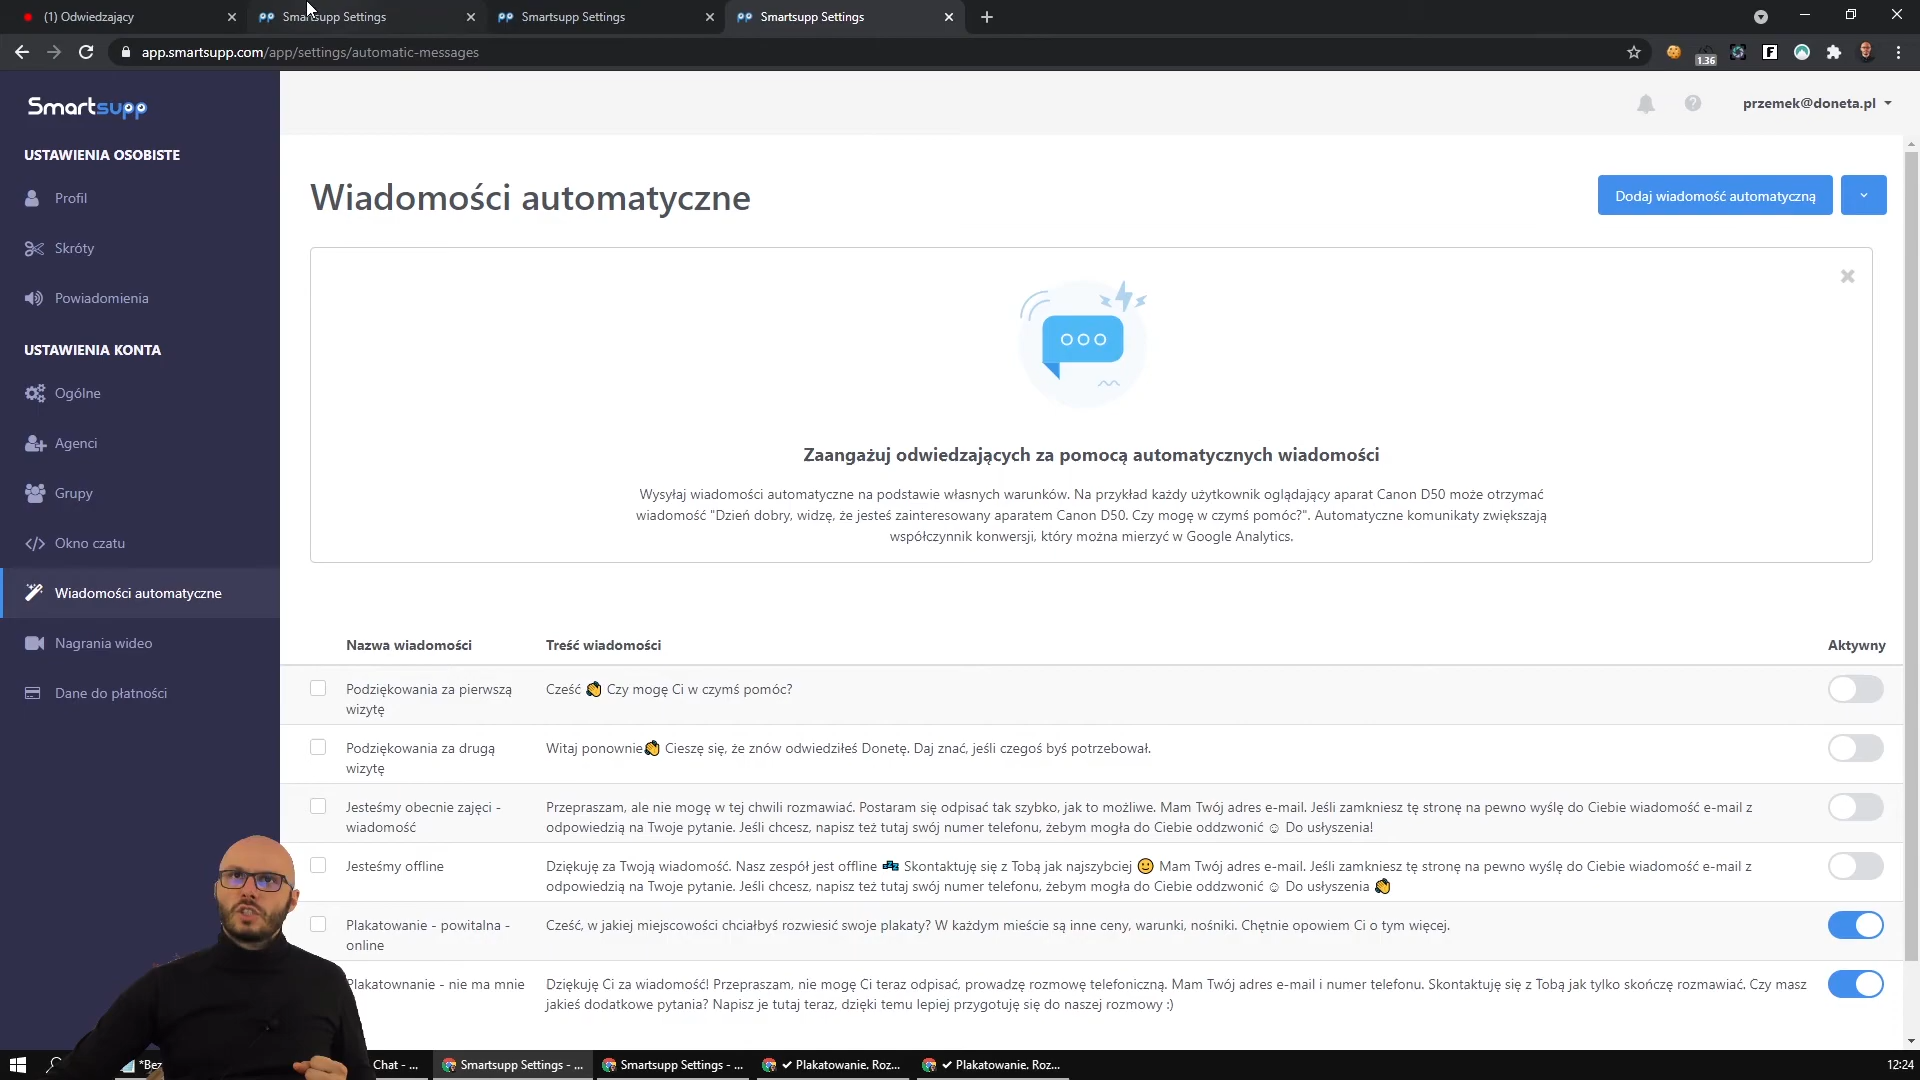 (1) Odwiedzający
Smartsupp Settings
Smartsupp Settings
Smartsupp Settings
app.smartsupp.com/app/settings/automatic-messages
1.36
F
Smartsupp
przemek@doneta.pl
USTAWIENIA OSOBISTE
Profil
Skróty
Powiadomienia
USTAWIENIA KONTA
Ogólne
Agenci
Grupy
Okno czatu
Wiadomości automatyczne
Nagrania wideo
Dane do płatności
Wiadomości automatyczne
Dodaj wiadomość automatyczną
Zaangażuj odwiedzających za pomocą automatycznych wiadomości
Wysyłaj wiadomości automatyczne na podstawie własnych warunków. Na przykład każdy użytkownik oglądający aparat Canon D50 może otrzymać
wiadomość "Dzień dobry, widzę, że jesteś zainteresowany aparatem Canon D50. Czy mogę w czymś pomóc?". Automatyczne komunikaty zwiększają
współczynnik konwersji, który można mierzyć w Google Analytics.
Nazwa wiadomości Treść wiadomości Aktywny
Podziękowania za pierwszą
wizytę
Cześć 👋 Czy mogę Ci w czymś pomóc?
Podziękowania za drugą
wizytę
Witaj ponownie👋 Cieszę się, że znów odwiedziłeś Donetę. Daj znać, jeśli czegoś byś potrzebował.
Jesteśmy obecnie zajęci -
wiadomość
Przepraszam, ale nie mogę w tej chwili rozmawiać. Postaram się odpisać tak szybko, jak to możliwe. Mam Twój adres e-mail. Jeśli zamkniesz tę stronę na pewno wyślę do Ciebie wiadomość e-mail z
odpowiedzią na Twoje pytanie. Jeśli chcesz, napisz też tutaj swój numer telefonu, żebym mogła do Ciebie oddzwonić ☺ Do usłyszenia!
Jesteśmy offline
Dziękuję za Twoją wiadomość. Nasz zespół jest offline 💤 Skontaktuję się z Tobą jak najszybciej 🙂 Mam Twój adres e-mail. Jeśli zamkniesz tę stronę na pewno wyślę do Ciebie wiadomość e-mail z
odpowiedzią na Twoje pytanie. Jeśli chcesz, napisz też tutaj swój numer telefonu, żebym mogła do Ciebie oddzwonić ☺ Do usłyszenia 👋
Plakatowanie - powitalna -
online
Cześć, w jakiej miejscowości chciałbyś rozwiesić swoje plakaty? W każdym mieście są inne ceny, warunki, nośniki. Chętnie opowiem Ci o tym więcej.
Plakatownanie - nie ma mnie
Dziękuję Ci za wiadomość! Przepraszam, nie mogę Ci teraz odpisać, prowadzę rozmowę telefoniczną. Mam Twój adres e-mail i numer telefonu. Skontaktuję się z Tobą jak tylko skończę rozmawiać. Czy masz
jakieś dodatkowe pytania? Napisz je tutaj teraz, dzięki temu lepiej przygotuję się do naszej rozmowy :)
*Bez
Chat - ...
Smartsupp Settings - ...
Smartsupp Settings - ...
✓ Plakatowanie, Roz...
✓ Plakatowanie, Roz...
12:24